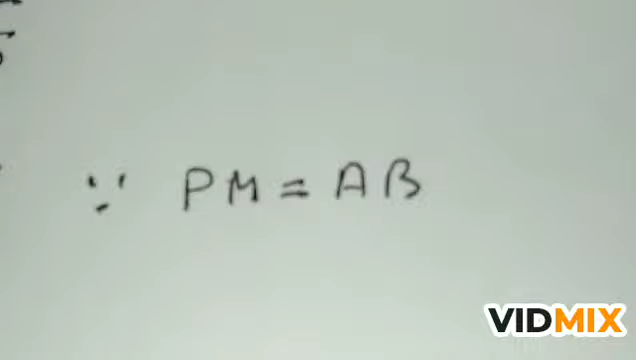 ∵ PM = AB
VIDMIX